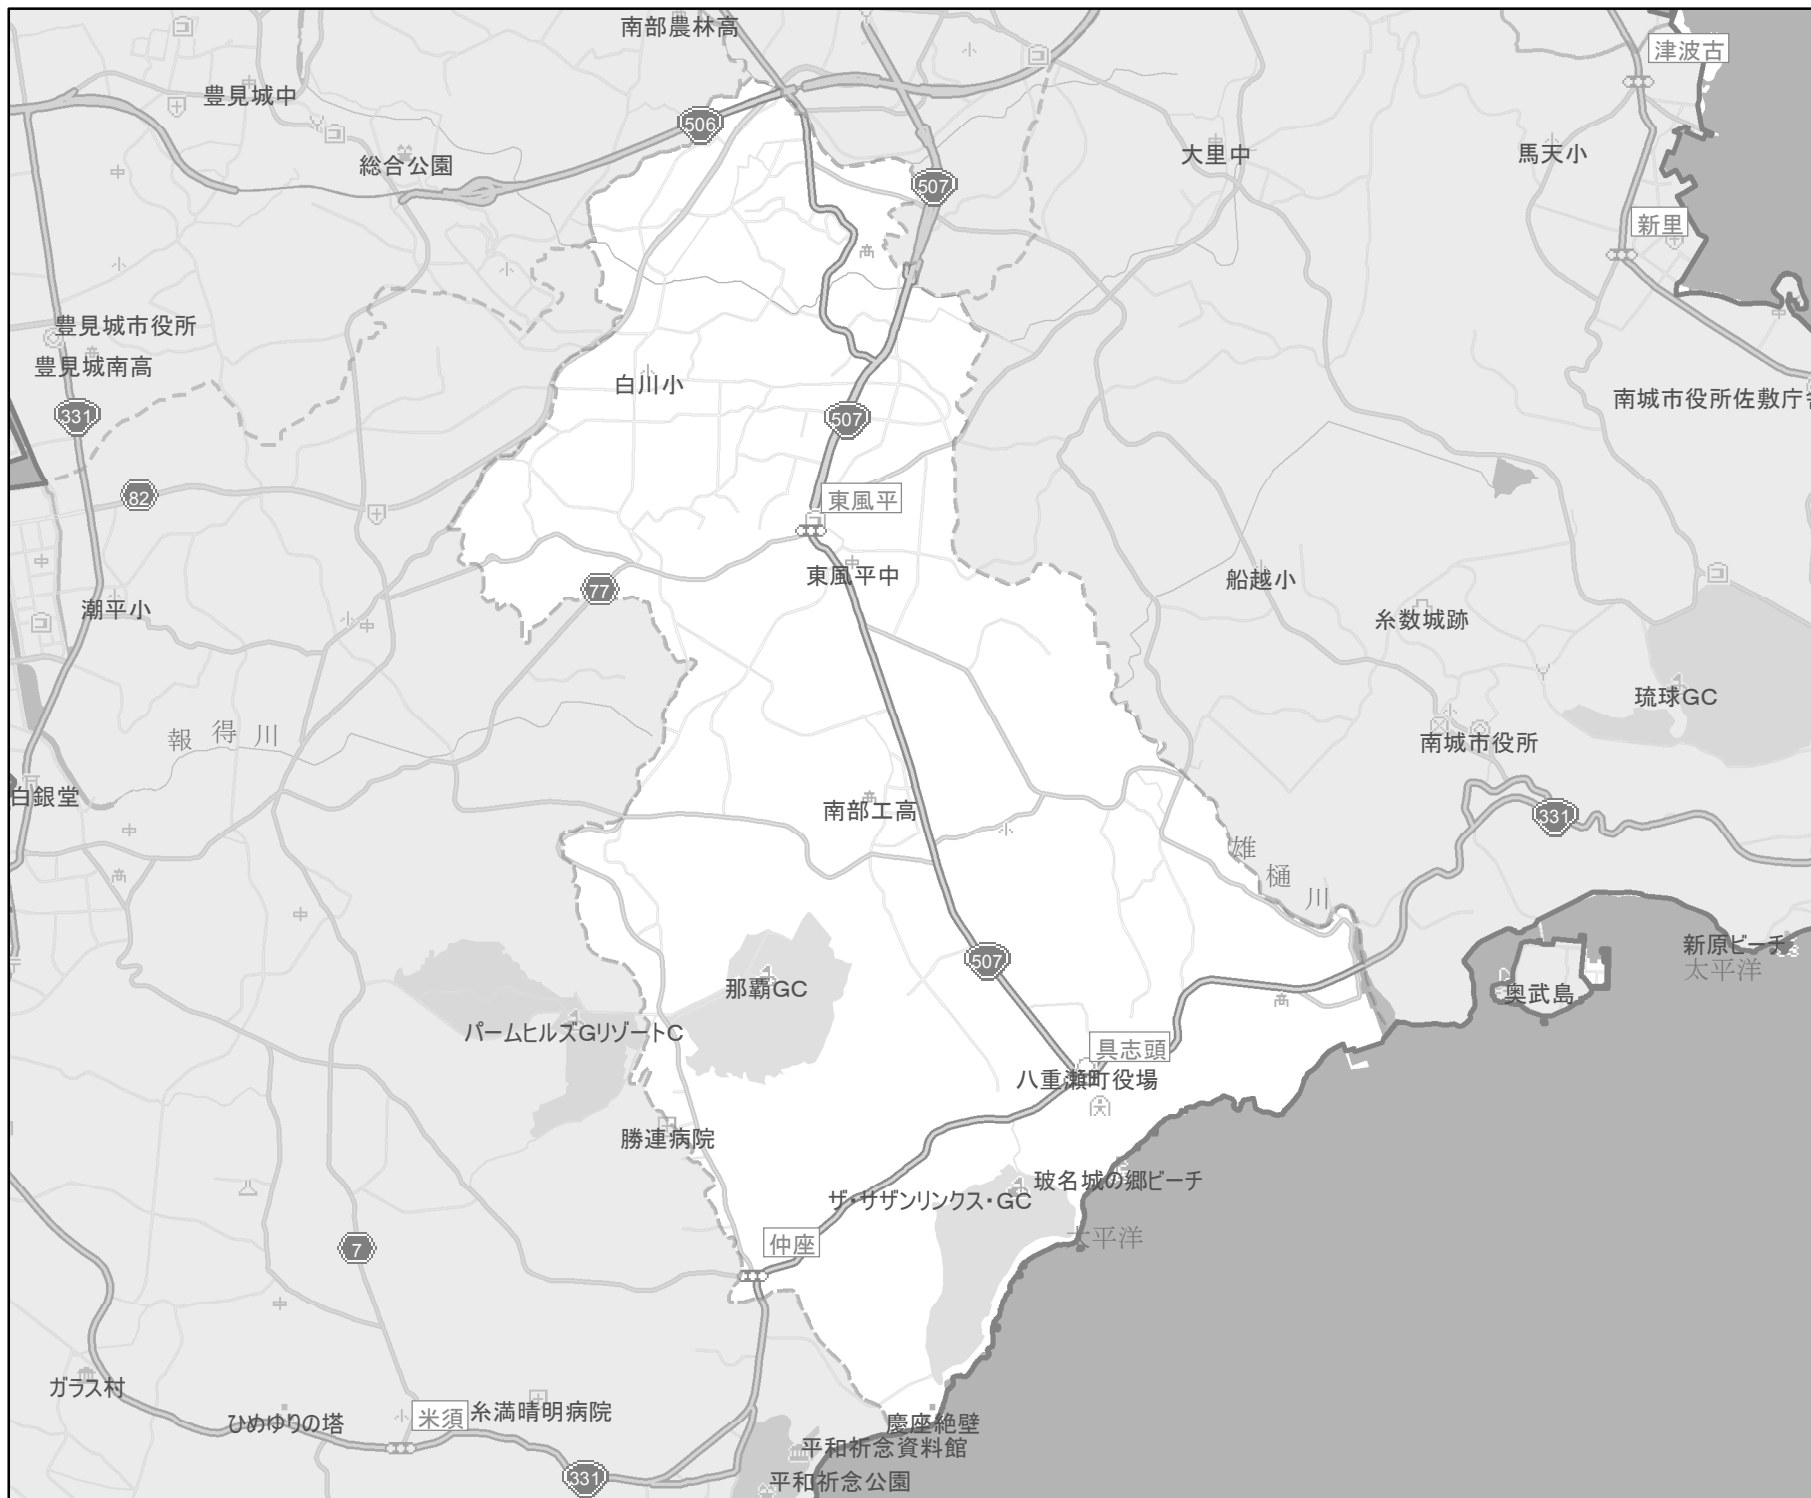 南部農林高
津波古
豊見城中
506
大里中
馬天小
総合公園
507
新里
豊見城市役所
豊見城南高
白川小
331
507
南城市役所佐敷庁
82
東風平
東風平中
77
船越小
潮平小
糸数城跡
琉球GC
報得川
南城市役所
白銀堂
南部工高
331
雄樋川
新原ビーチ
太平洋
507
那覇GC
奥武島
パームヒルズGリゾートC
具志頭
八重瀬町役場
勝連病院
玻名城の郷ビーチ
ザ・サザンリンクス・GC
太平洋
仲座
7
ガラス村
ひめゆりの塔
米須
糸満晴明病院
慶座絶壁
平和祈念資料館
331
平和祈念公園